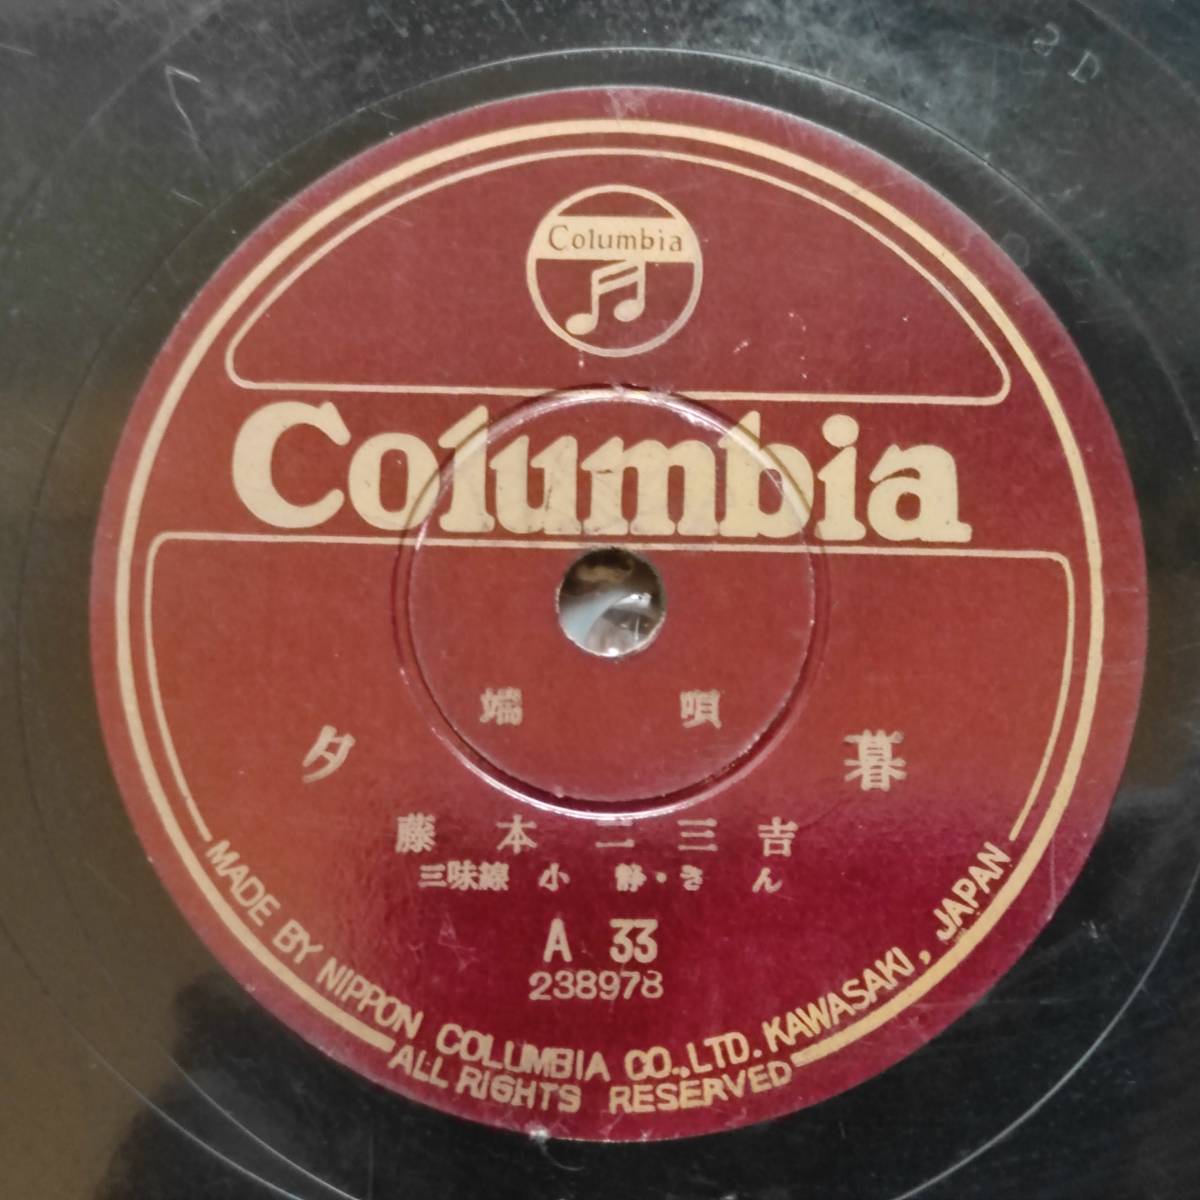 2D
Columbia
Columbia
端唄
夕暮
藤本二三吉
三味線 小静・きん
A 33
238978
MADE BY NIPPON COLUMBIA CO.,LTD. KAWASAKI, JAPAN
ALL RIGHTS RESERVED